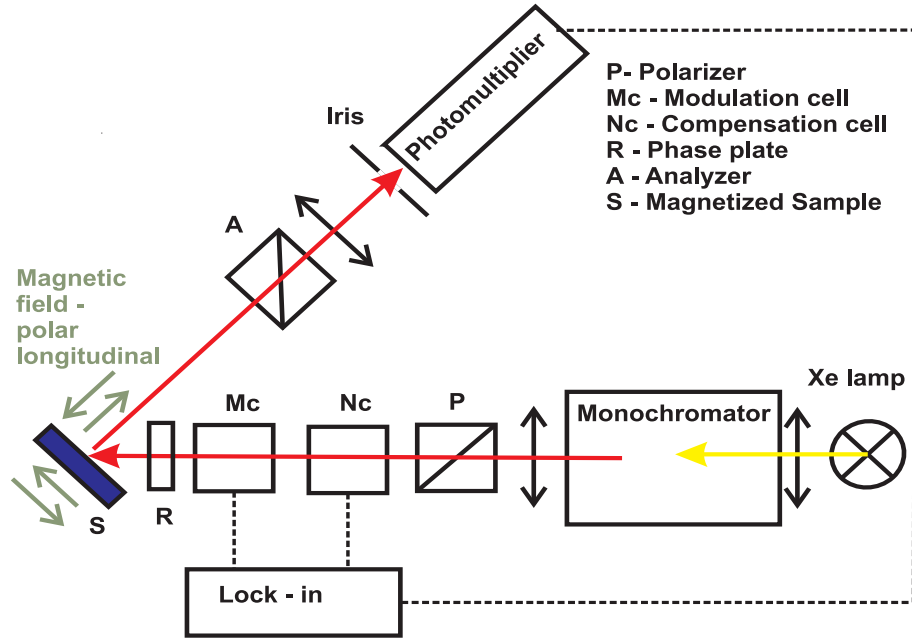 Photomultiplier
P- Polarizer
Mc - Modulation cell
Nc - Compensation cell
R - Phase plate
A - Analyzer
S - Magnetized Sample
Iris
A
Magnetic
field -
polar
longitudinal
Xe lamp
Mc
Nc
P
Monochromator
S
R
Lock - in